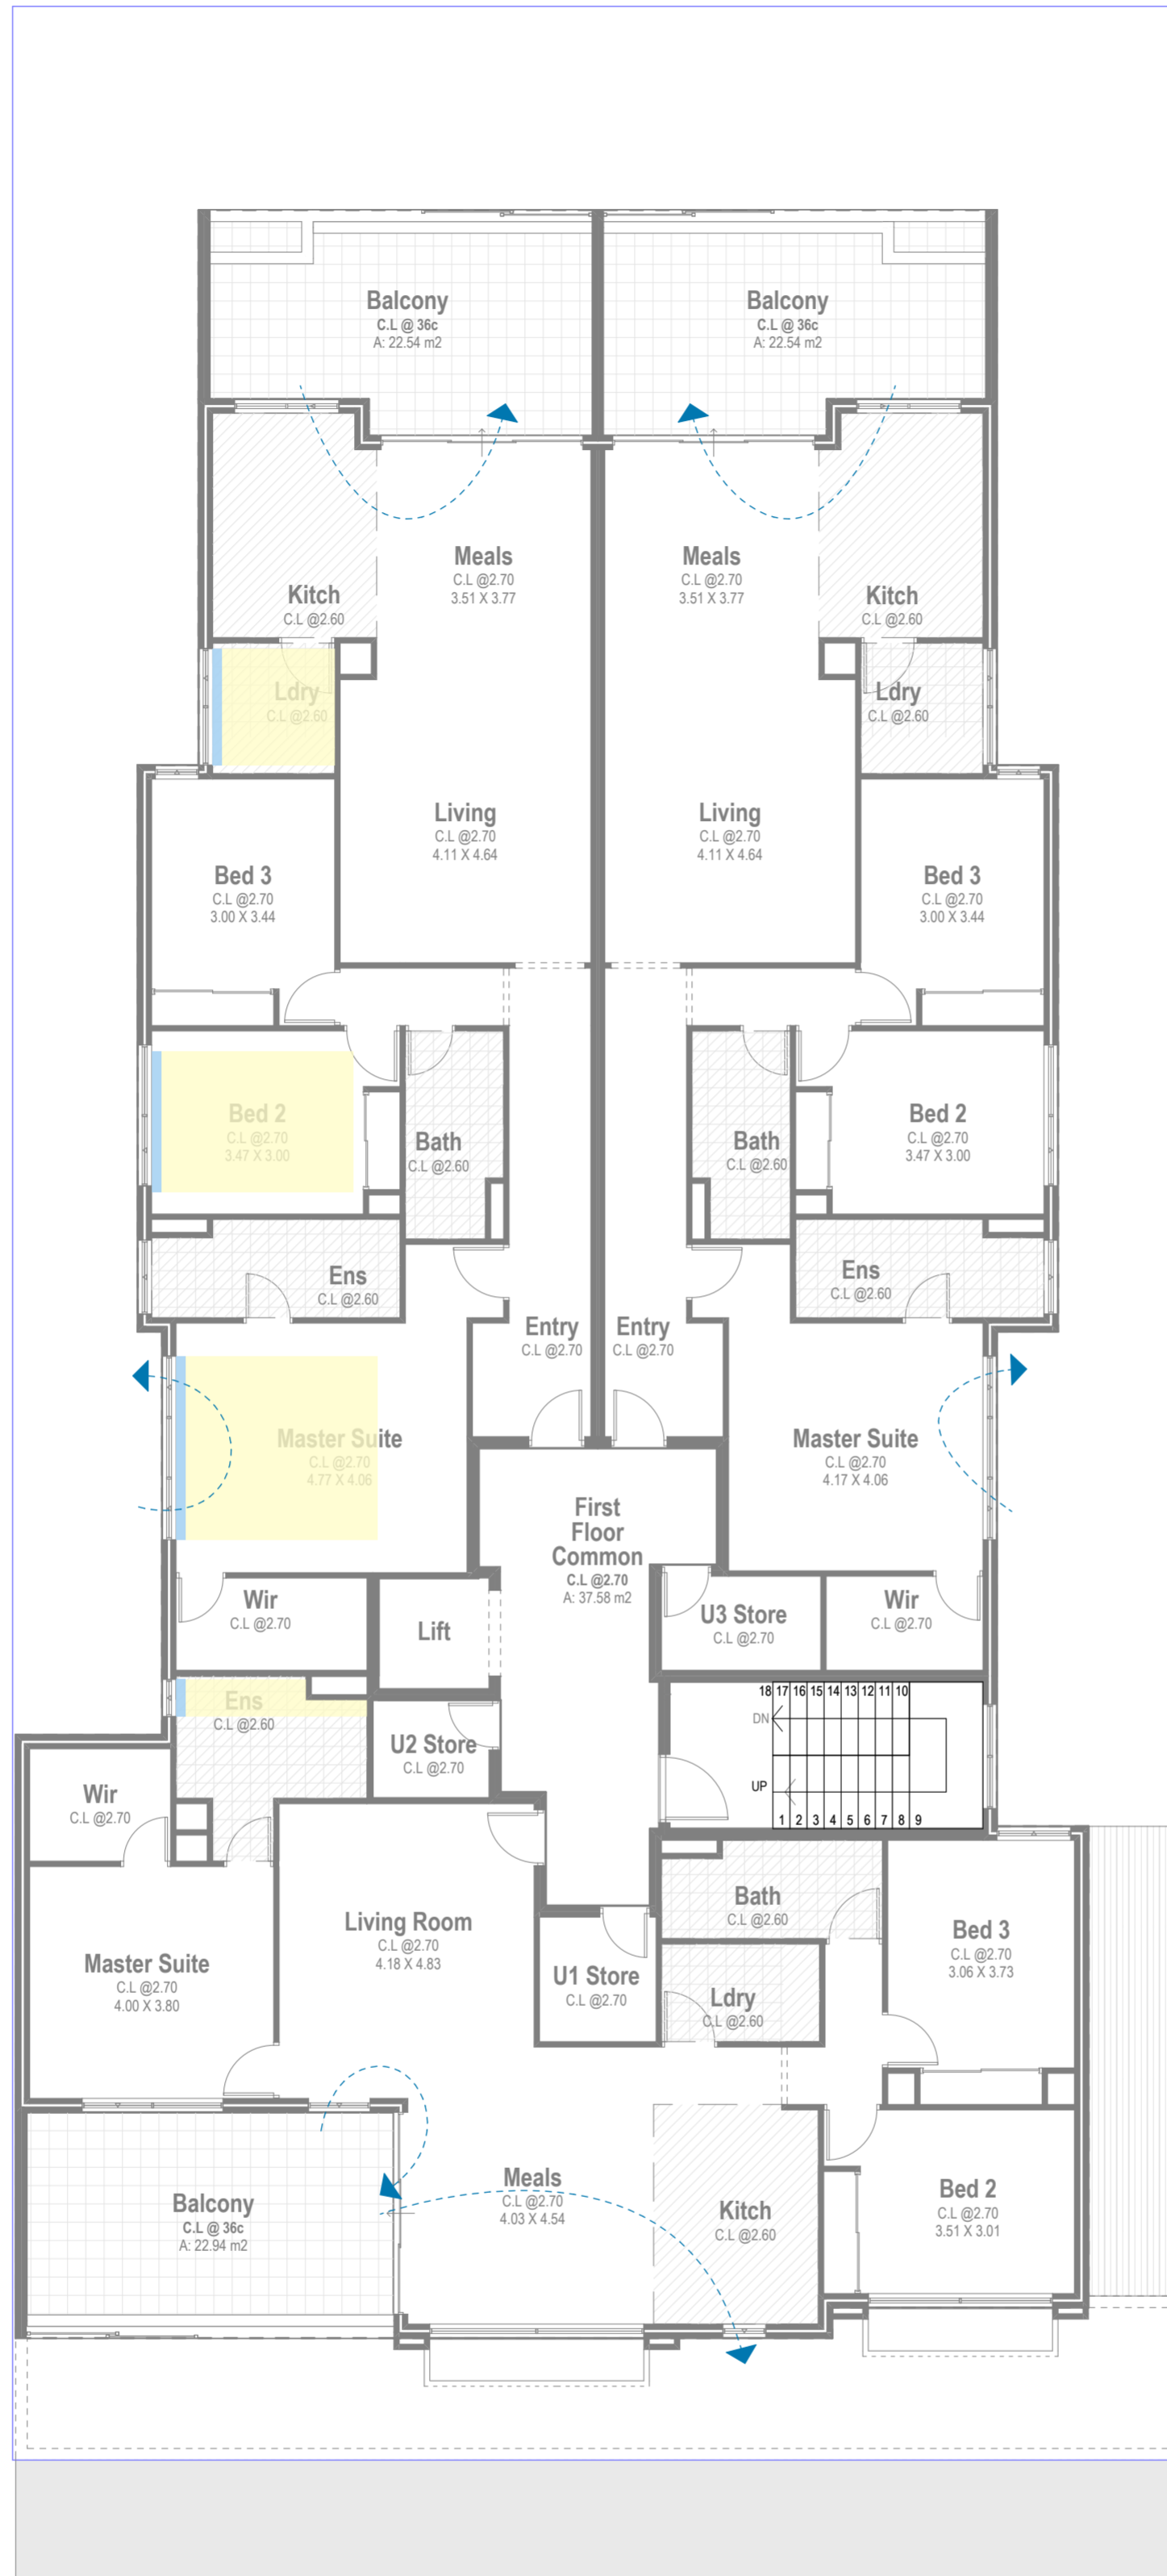 Balcony
C.L @ 36c
A: 22.54 m2
Balcony
C.L @ 36c
A: 22.54 m2
Meals
C.L @2.70
3.51 X 3.77
Meals
C.L @2.70
3.51 X 3.77
Kitch
C.L @2.60
Kitch
C.L @2.60
Ldry
C.L @2.60
Ldry
C.L @2.60
Living
C.L @2.70
4.11 X 4.64
Living
C.L @2.70
4.11 X 4.64
Bed 3
C.L @2.70
3.00 X 3.44
Bed 3
C.L @2.70
3.00 X 3.44
Bed 2
C.L @2.70
3.47 X 3.00
Bath
C.L @2.60
Bath
C.L @2.60
Bed 2
C.L @2.70
3.47 X 3.00
Ens
C.L @2.60
Ens
C.L @2.60
Entry
C.L @2.70
Entry
C.L @2.70
Master Suite
C.L @2.70
4.77 X 4.06
Master Suite
C.L @2.70
4.17 X 4.06
First
Floor
Common
C.L @2.70
A: 37.58 m2
Wir
C.L @2.70
Lift
U3 Store
C.L @2.70
Wir
C.L @2.70
Ens
C.L @2.60
U2 Store
C.L @2.70
18 17 16 15 14 13 12 11 10
DN
UP
1 2 3 4 5 6 7 8 9
Wir
C.L @2.70
Bath
C.L @2.60
Living Room
C.L @2.70
4.18 X 4.83
Bed 3
C.L @2.70
3.06 X 3.73
Master Suite
C.L @2.70
4.00 X 3.80
U1 Store
C.L @2.70
Ldry
C.L @2.60
Balcony
C.L @ 36c
A: 22.94 m2
Meals
C.L @2.70
4.03 X 4.54
Kitch
C.L @2.60
Bed 2
C.L @2.70
3.51 X 3.01